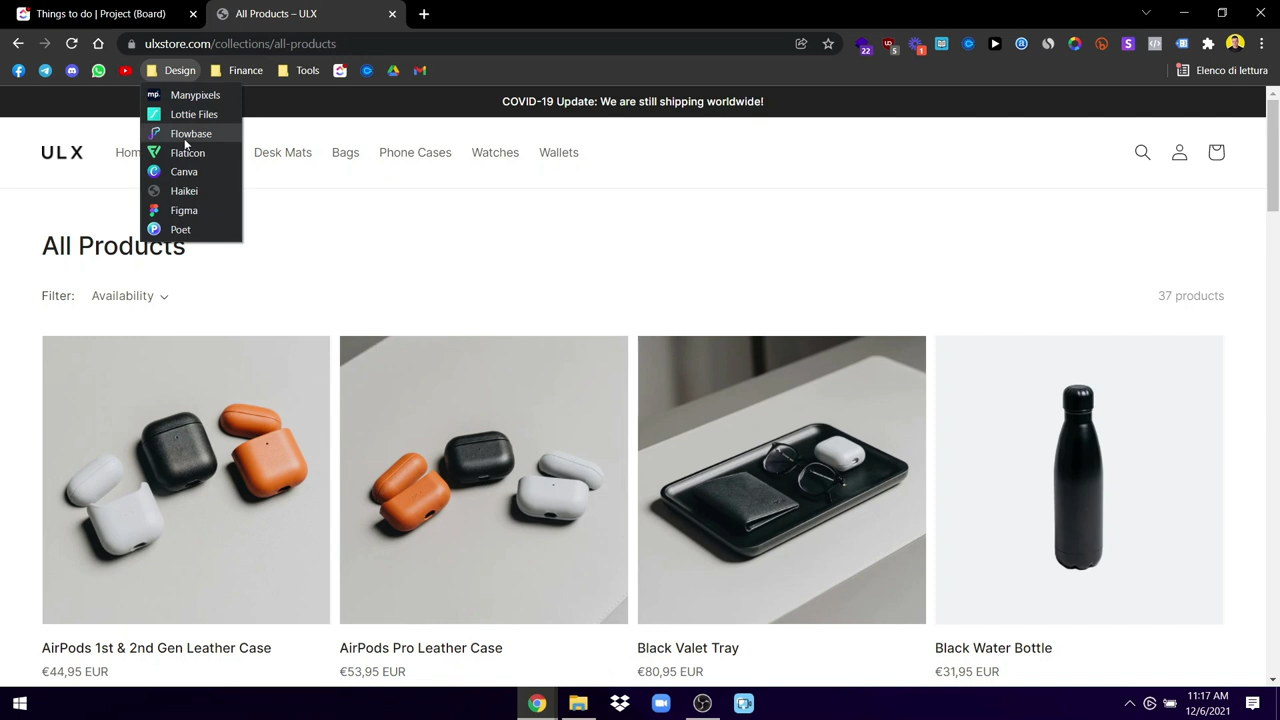 Things to do | Project (Board)
All Products – ULX
ulxstore.com/collections/all-products
22
5
1
Design
Finance
Tools
Elenco di lettura
Manypixels
Lottie Files
Flowbase
Flaticon
Canva
Haikei
Figma
Poet
COVID-19 Update: We are still shipping worldwide!
ULX
Hom
Desk Mats
Bags
Phone Cases
Watches
Wallets
All Products
Filter:
Availability
37 products
AirPods 1st & 2nd Gen Leather Case
€44,95 EUR
AirPods Pro Leather Case
€53,95 EUR
Black Valet Tray
€80,95 EUR
Black Water Bottle
€31,95 EUR
11:17 AM
12/6/2021